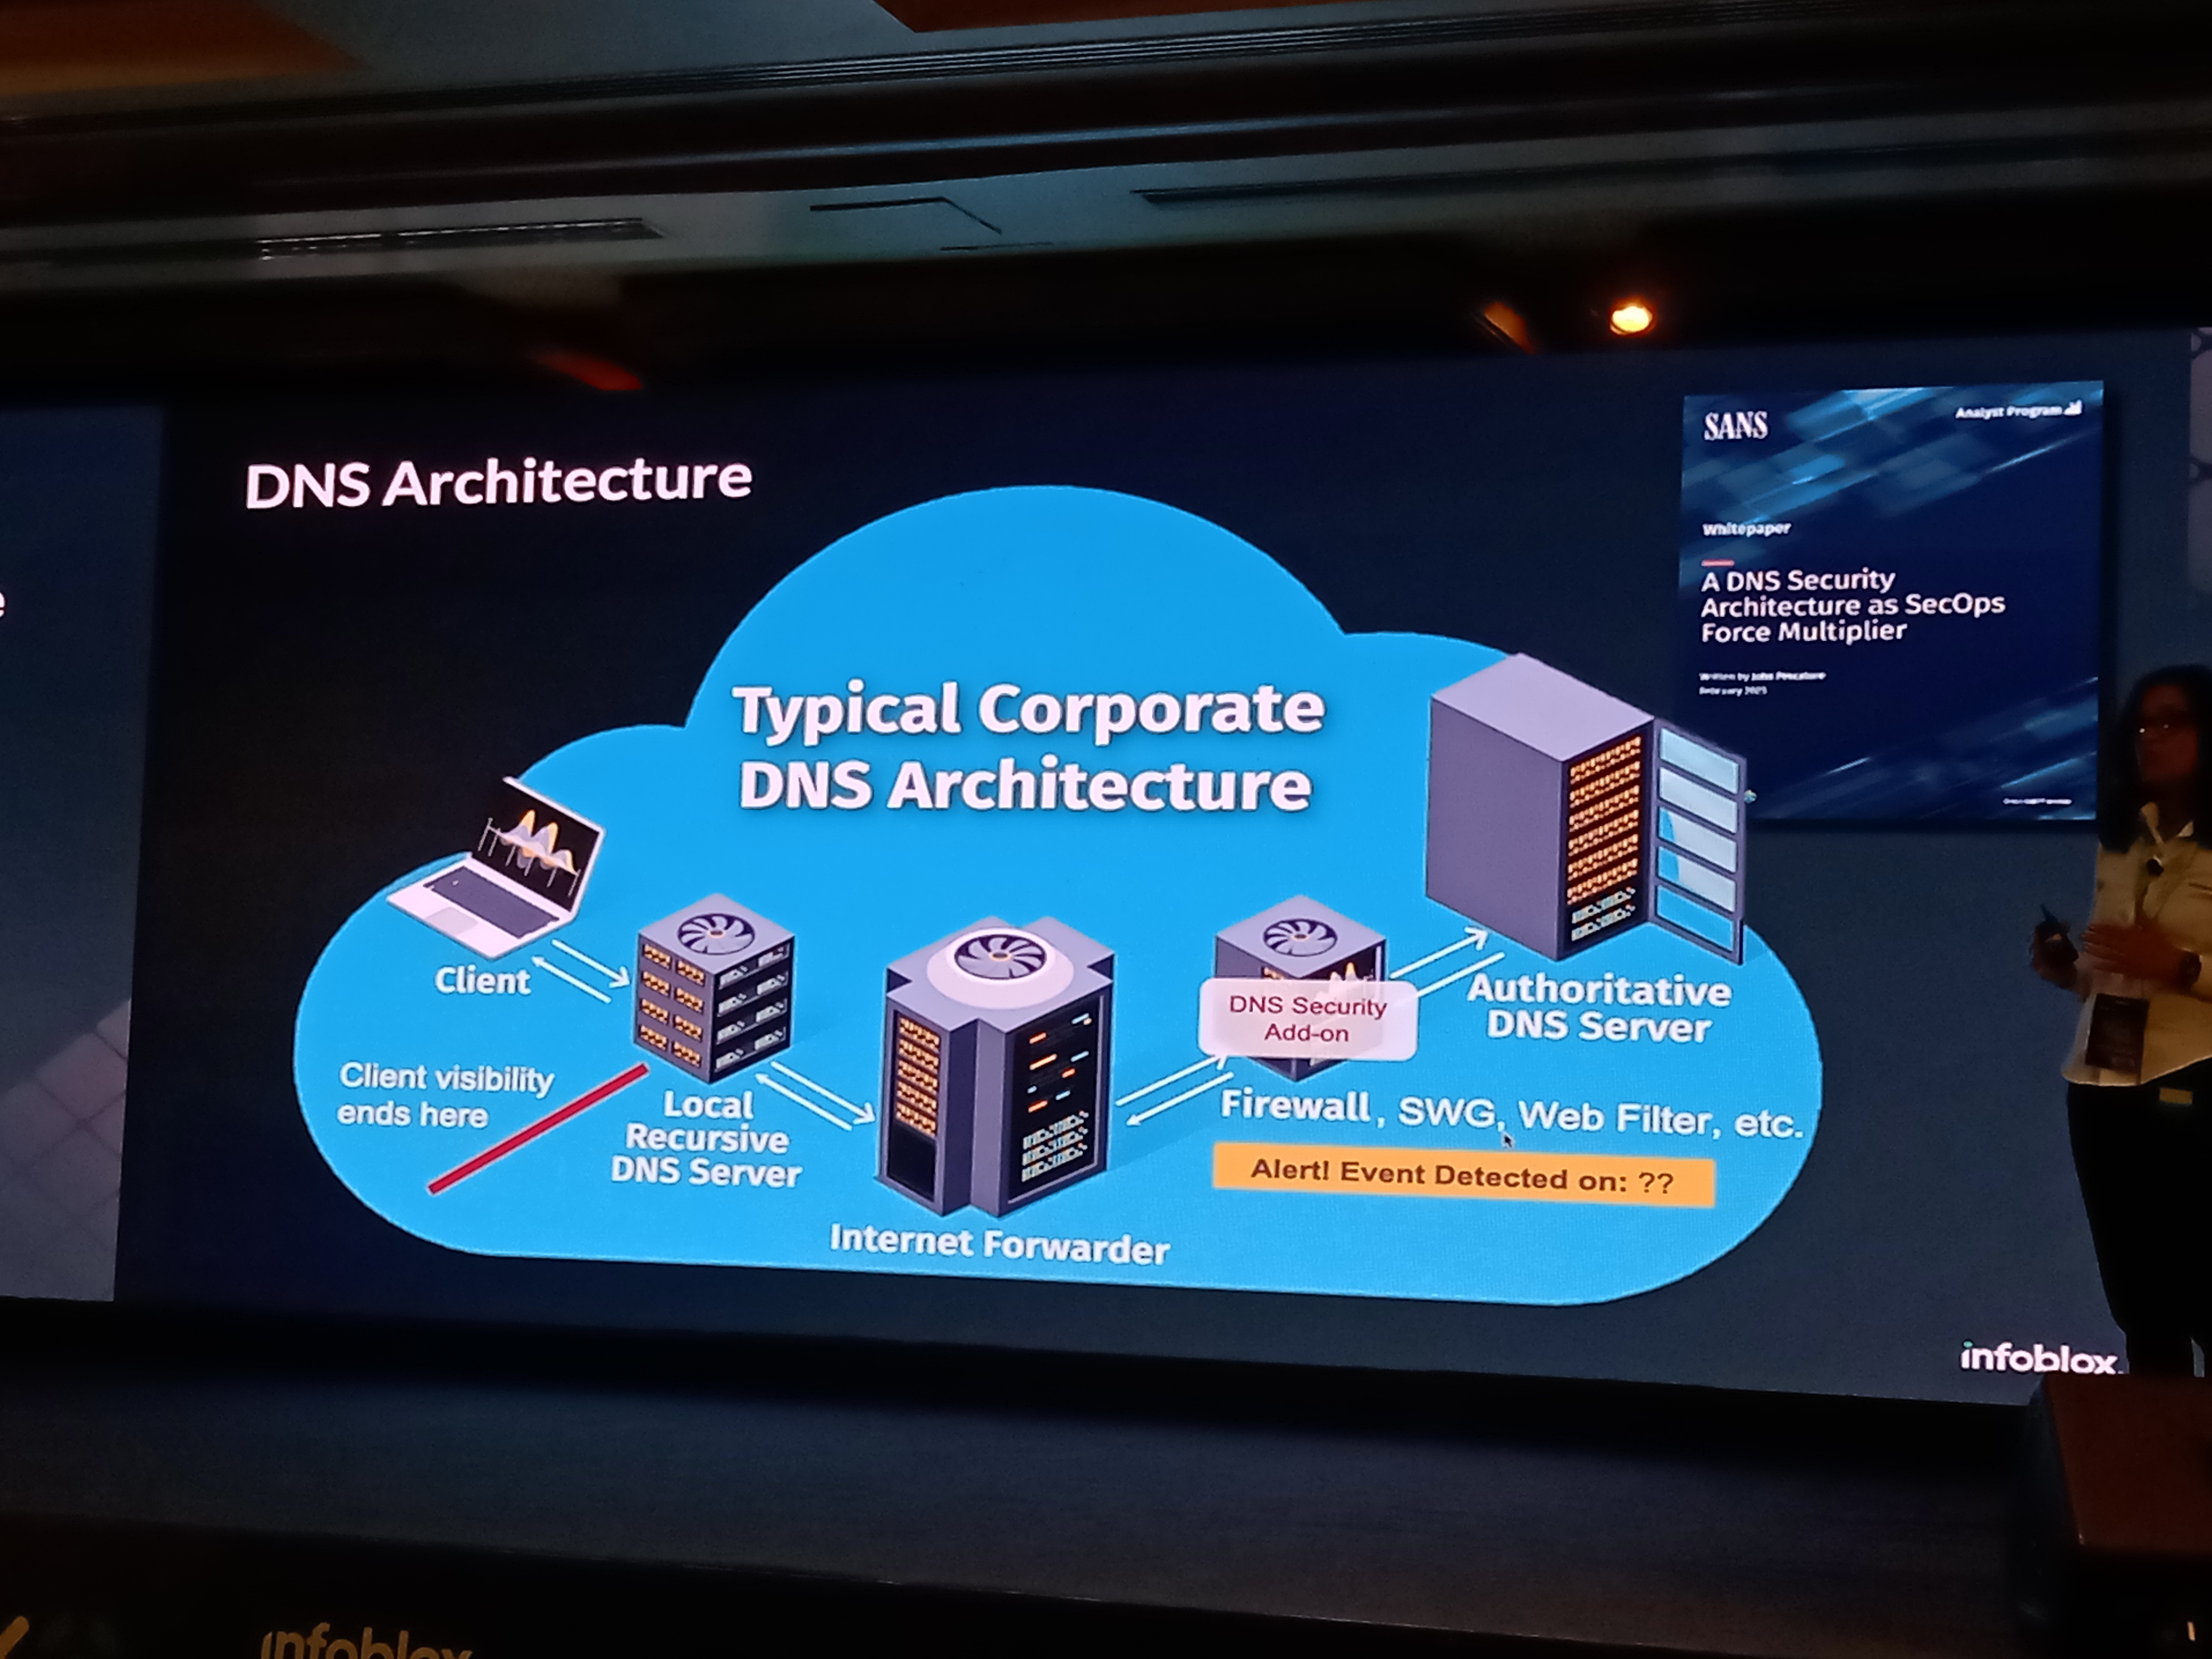 DNS Architecture
SANS
Analyst Program
Whitepaper
A DNS Security
Architecture as SecOps
Force Multiplier
Written by John Pescatore
February 2025
Typical Corporate
DNS Architecture
Client
Client visibility
ends here
Local
Recursive
DNS Server
Internet Forwarder
DNS Security
Add-on
Firewall, SWG, Web Filter, etc.
Alert! Event Detected on: ??
Authoritative
DNS Server
infoblox.
infoblox